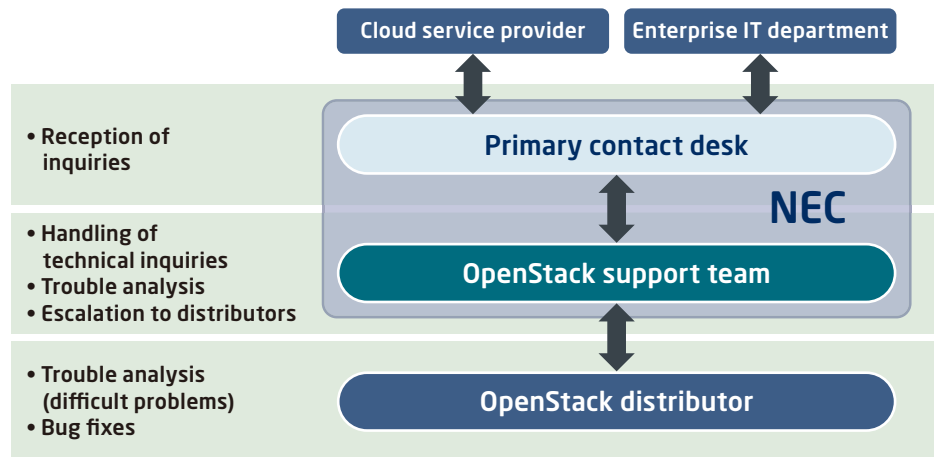 Cloud service provider
Enterprise IT department
• Reception of
inquiries
Primary contact desk
NEC
• Handling of
technical inquiries
• Trouble analysis
• Escalation to distributors
OpenStack support team
• Trouble analysis
(difficult problems)
• Bug fixes
OpenStack distributor